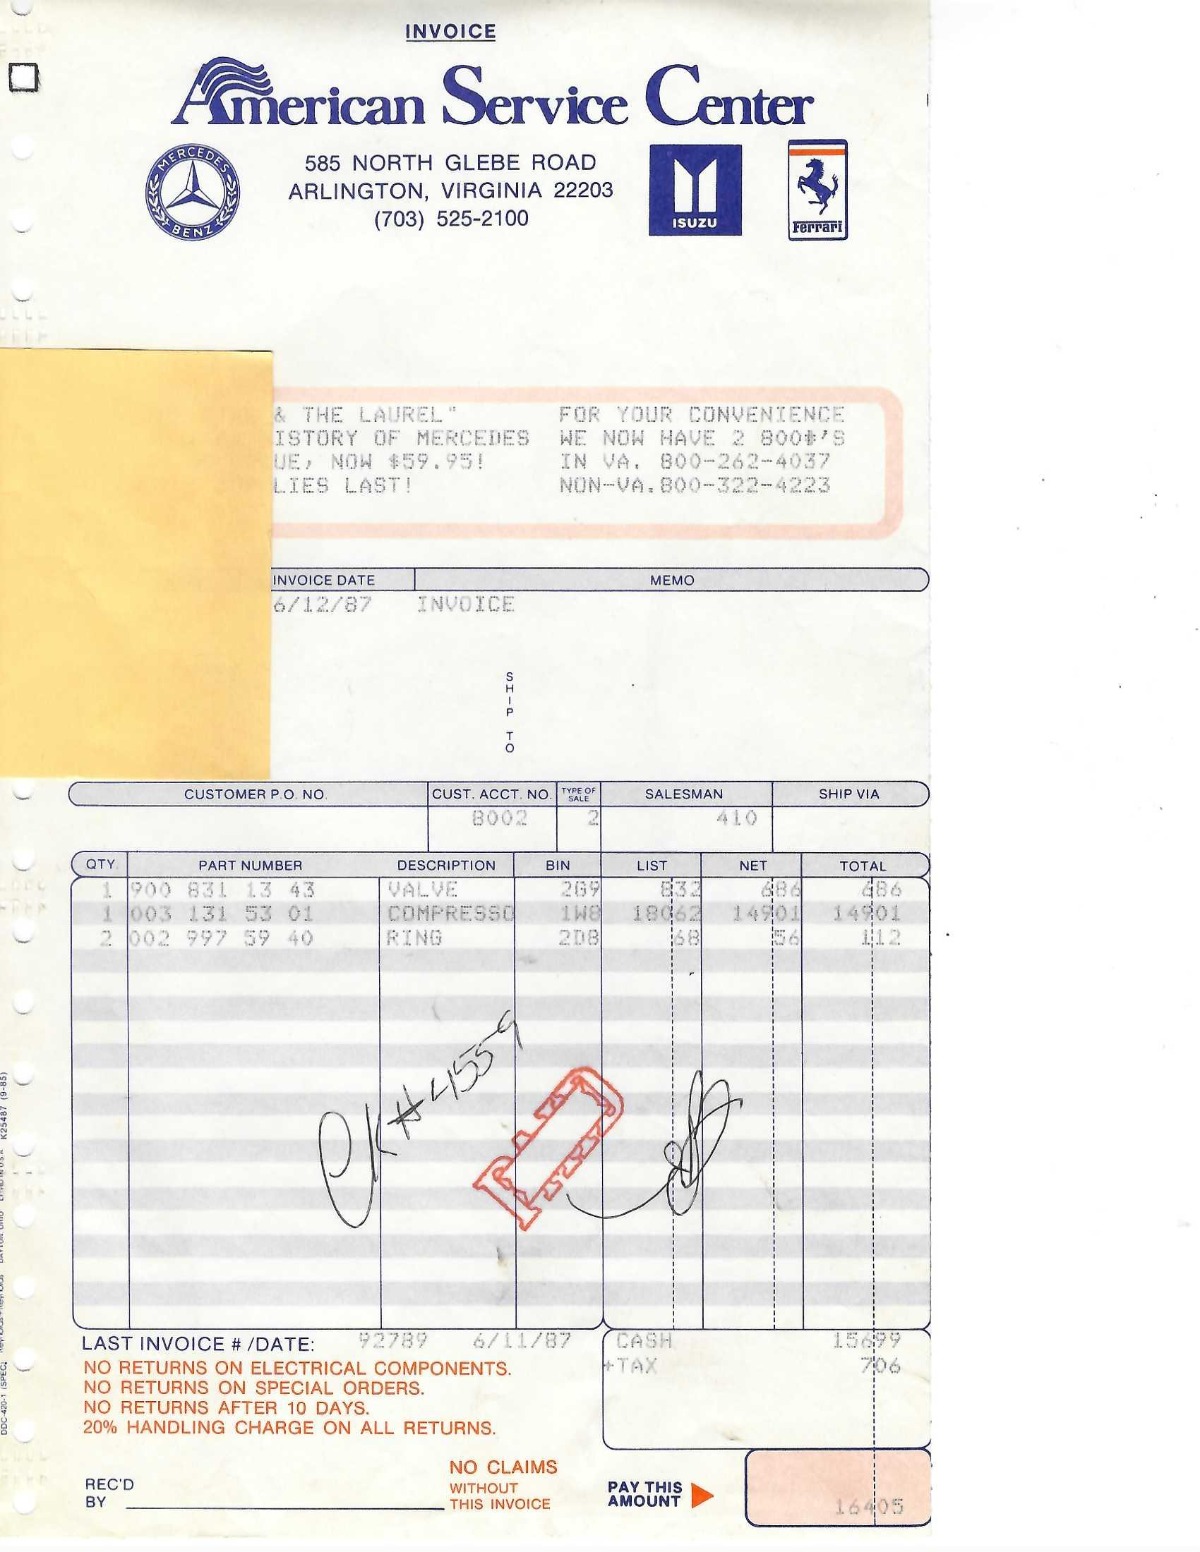 INVOICE
American Service Center
MERCEDES BENZ
585 NORTH GLEBE ROAD
ARLINGTON, VIRGINIA 22203
(703) 525-2100
ISUZU
Ferrari
& THE LAUREL" FOR YOUR CONVENIENCE
ISTORY OF MERCEDES WE NOW HAVE 2 800#'S
UE, NOW $59.95! IN VA. 800-262-4037
LIES LAST! NON-VA.800-322-4223
INVOICE DATE MEMO
6/12/87 INVOICE
SHIP TO
CUSTOMER P.O. NO. CUST. ACCT. NO. TYPE OF SALE SALESMAN SHIP VIA
8002 2 410
QTY. PART NUMBER DESCRIPTION BIN LIST NET TOTAL
1 900 831 13 43 VALVE 2G9 832 686 686
1 003 131 53 01 COMPRESSO 1W8 18062 14901 14901
2 002 997 59 40 RING 2D8 68 56 112
CK # 4155-9
PAID
LAST INVOICE # /DATE: 92789 6/11/87 CASH 15699
+TAX 706
NO RETURNS ON ELECTRICAL COMPONENTS.
NO RETURNS ON SPECIAL ORDERS.
NO RETURNS AFTER 10 DAYS.
20% HANDLING CHARGE ON ALL RETURNS.
REC'D
BY
NO CLAIMS
WITHOUT
THIS INVOICE
PAY THIS
AMOUNT
16405
K25487 (9-85)